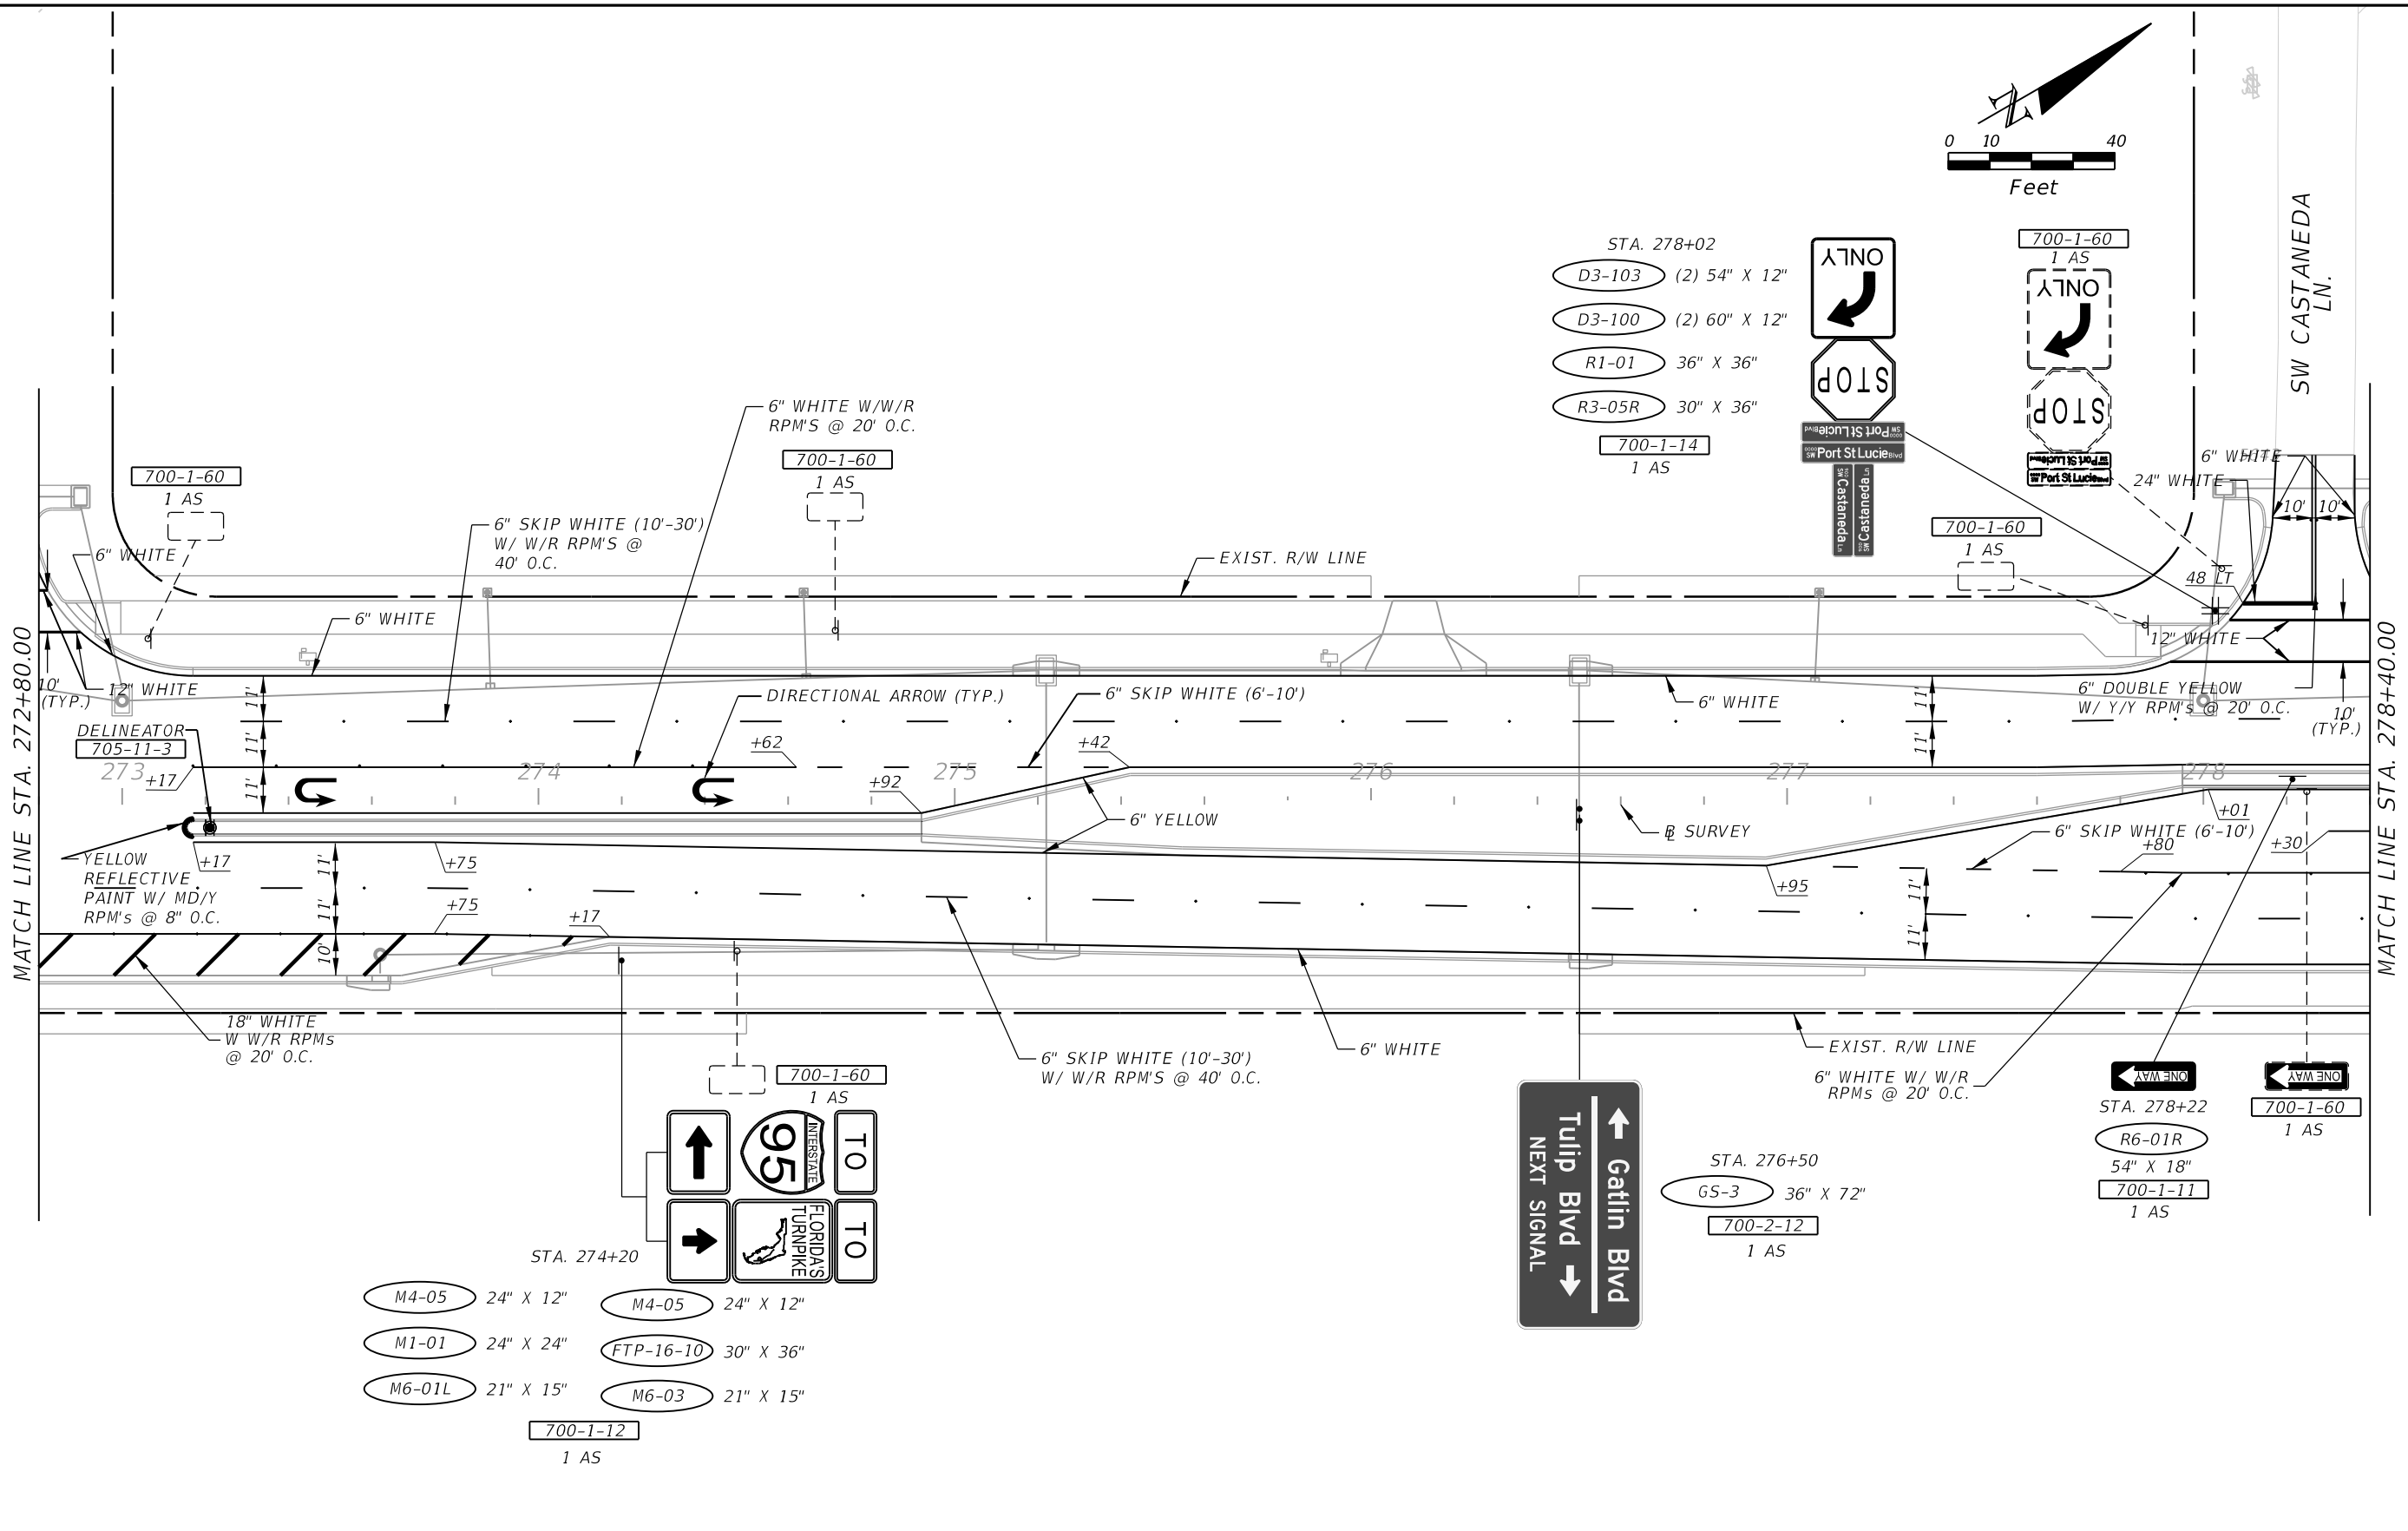 0 10 40
Feet
SW CASTANEDA
LN.
STA. 278+02
D3-103 (2) 54" X 12"
D3-100 (2) 60" X 12"
R1-01 36" X 36"
R3-05R 30" X 36"
700-1-14
1 AS
ONLY
STOP
SW Port St Lucie Blvd
SW Port St Lucie Blvd
SW Castanepeda Ln
SW Castaneda Ln
700-1-60
1 AS
ONLY
STOP
Port St Lucie
Port St Lucie
6" WHITE
24" WHITE
10' 10'
700-1-60
1 AS
48 LT
12" WHITE
6" DOUBLE YELLOW
W/ Y/Y RPM's @ 20' O.C.
10'
(TYP.)
6" WHITE W/W/R
RPM'S @ 20' O.C.
700-1-60
1 AS
700-1-60
1 AS
6" SKIP WHITE (10'-30')
W/ W/R RPM'S @
40' O.C.
6" WHITE
EXIST. R/W LINE
6" WHITE
12" WHITE
10'
(TYP.)
DIRECTIONAL ARROW (TYP.)
6" SKIP WHITE (6'-10')
6" WHITE
DELINEATOR
705-11-3
11'
11'
11'
11'
11'
+62
+42
273
+17
274
275
276
277
278
+92
+01
6" YELLOW
B SURVEY
L
6" SKIP WHITE (6'-10')
+80
+30
YELLOW
REFLECTIVE
PAINT W/ MD/Y
RPM's @ 8" O.C.
+17
+75
11'
11'
10'
+75
+17
+95
11'
11'
MATCH LINE STA. 272+80.00
MATCH LINE STA. 278+40.00
18" WHITE
W W/R RPMs
@ 20' O.C.
6" SKIP WHITE (10'-30')
W/ W/R RPM'S @ 40' O.C.
6" WHITE
EXIST. R/W LINE
6" WHITE W/ W/R
RPMs @ 20' O.C.
700-1-60
1 AS
TO
INTERSTATE
95
TO
FLORIDA'S
TURNPIKE
STA. 274+20
M4-05 24" X 12"
M1-01 24" X 24"
M6-01L 21" X 15"
M4-05 24" X 12"
FTP-16-10 30" X 36"
M6-03 21" X 15"
700-1-12
1 AS
Gatlin Blvd
Tulip Blvd
NEXT SIGNAL
STA. 276+50
GS-3 36" X 72"
700-2-12
1 AS
ONE WAY
STA. 278+22
R6-01R
54" X 18"
700-1-11
1 AS
ONE WAY
700-1-60
1 AS